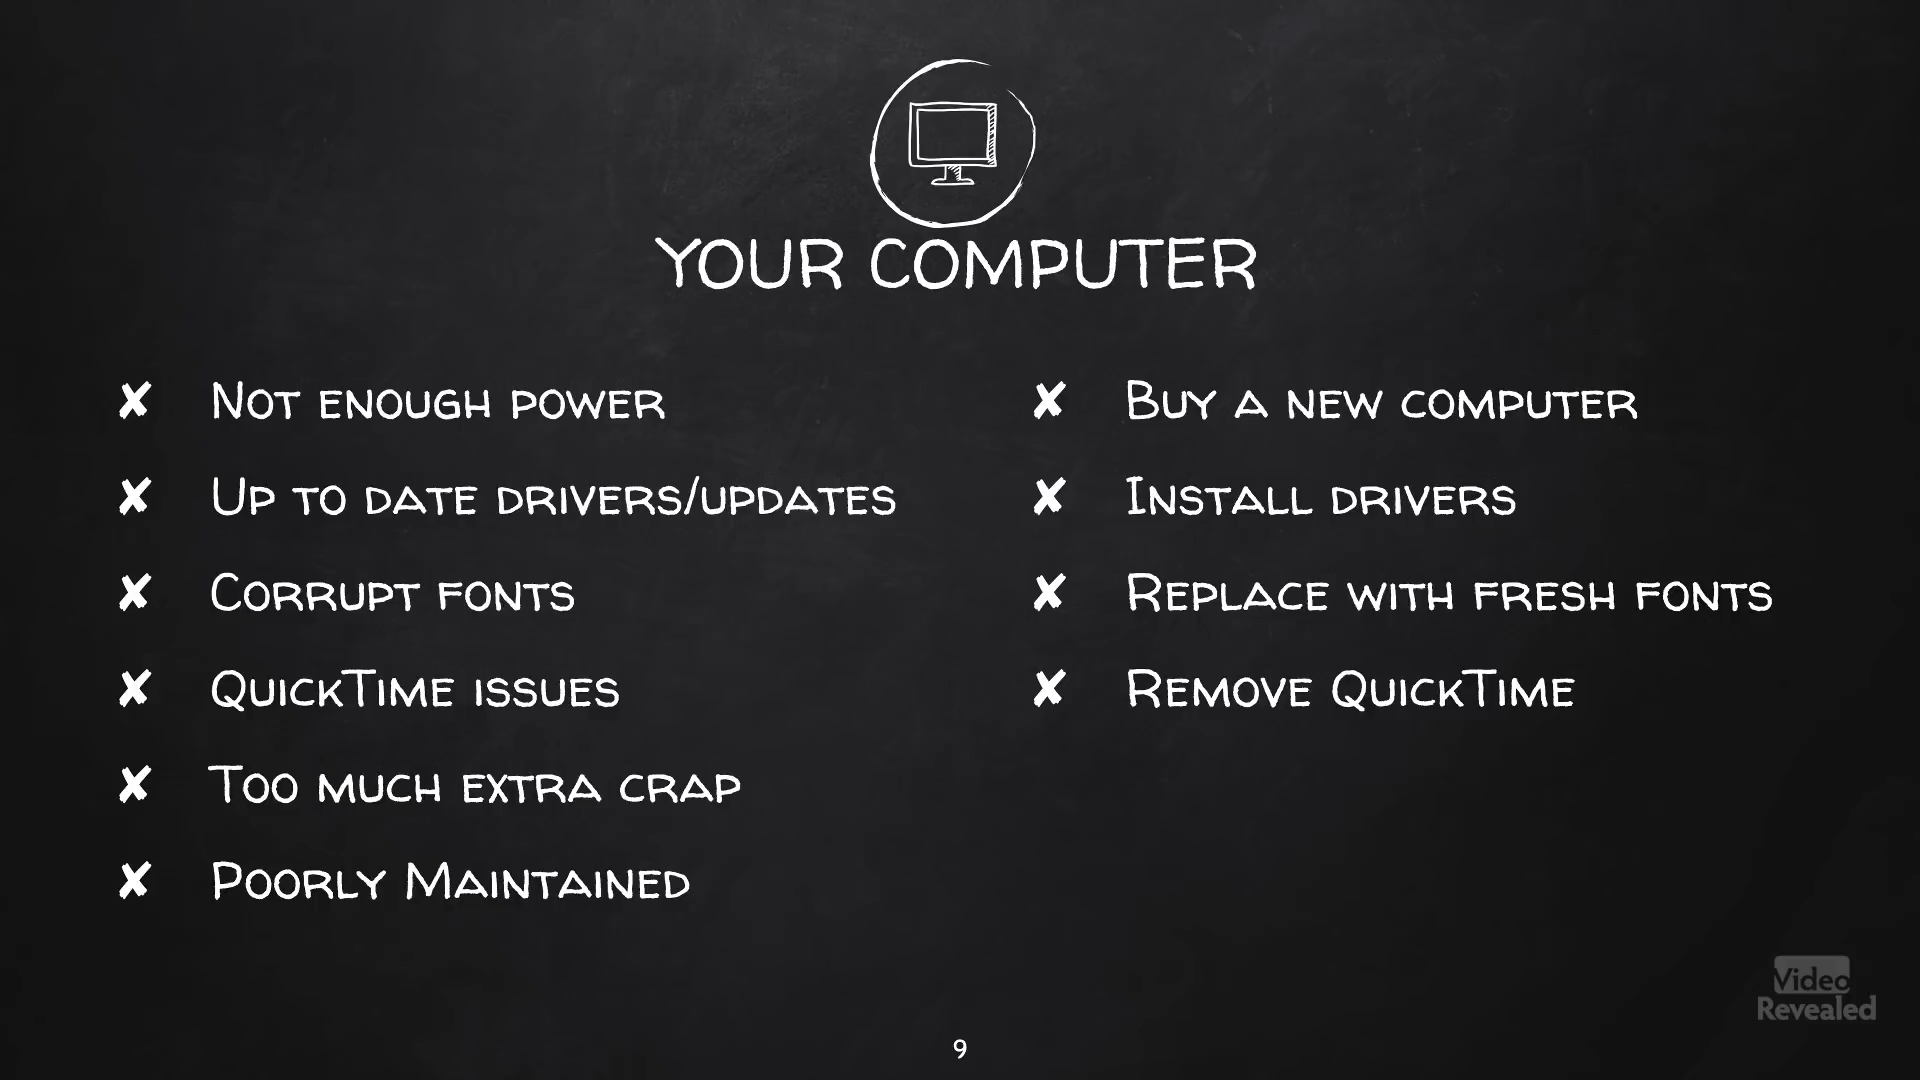 YOUR COMPUTER
✘ Not enough power
✘ Up to date drivers/updates
✘ Corrupt fonts
✘ QuickTime issues
✘ Too much extra crap
✘ Poorly Maintained
✘ Buy a new computer
✘ Install drivers
✘ Replace with fresh fonts
✘ Remove QuickTime
Video
Revealed
9